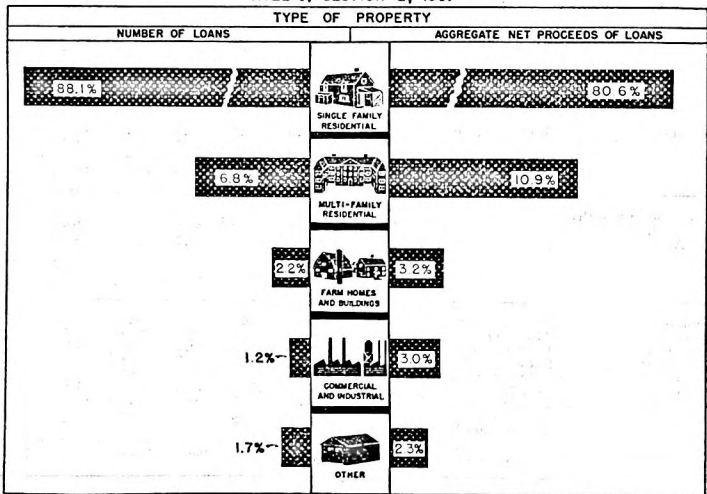 TYPE OF PROPERTY
NUMBER OF LOANS
AGGREGATE NET PROCEEDS OF LOANS
88.1%
80.6%
SINGLE FAMILY
RESIDENTIAL
6.8%
10.9%
MULTI-FAMILY
RESIDENTIAL
2.2%
3.2%
FARM HOMES
AND BUILDINGS
1.2%
3.0%
COMMERCIAL
AND INDUSTRIAL
1.7%
2.3%
OTHER